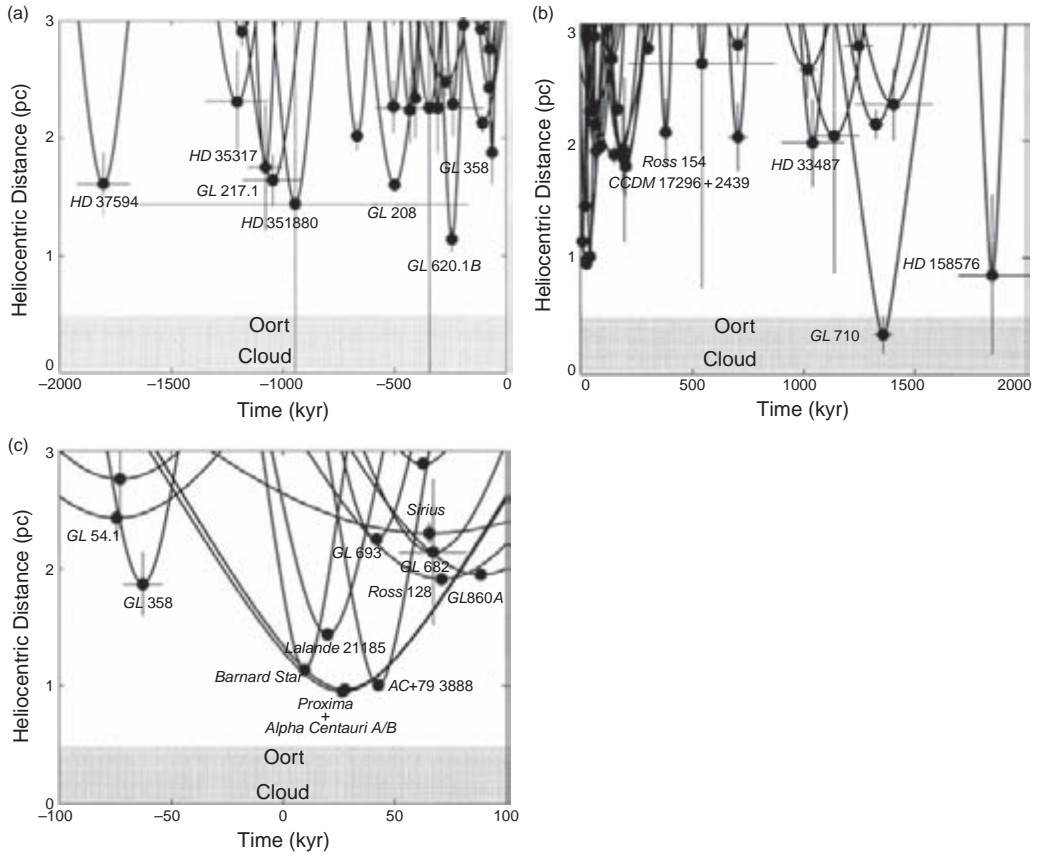 (a)
3
2
1
0
Heliocentric Distance (pc)
HD 37594
HD 35317
GL 217.1
HD 351880
GL 208
GL 358
GL 620.1B
Oort
Cloud
−2000
−1500
−1000
−500
0
Time (kyr)
(b)
3
2
1
0
Heliocentric Distance (pc)
Ross 154
CCDM 17296+2439
HD 33487
HD 158576
GL 710
Oort
Cloud
0
500
1000
1500
2000
Time (kyr)
(c)
3
2
1
0
Heliocentric Distance (pc)
GL 54.1
GL 358
Sirius
GL 693
GL 682
Ross 128
GL860A
Lalande 21185
Barnard Star
AC+79 3888
Proxima
+
Alpha Centauri A/B
Oort
Cloud
−100
−50
0
50
100
Time (kyr)